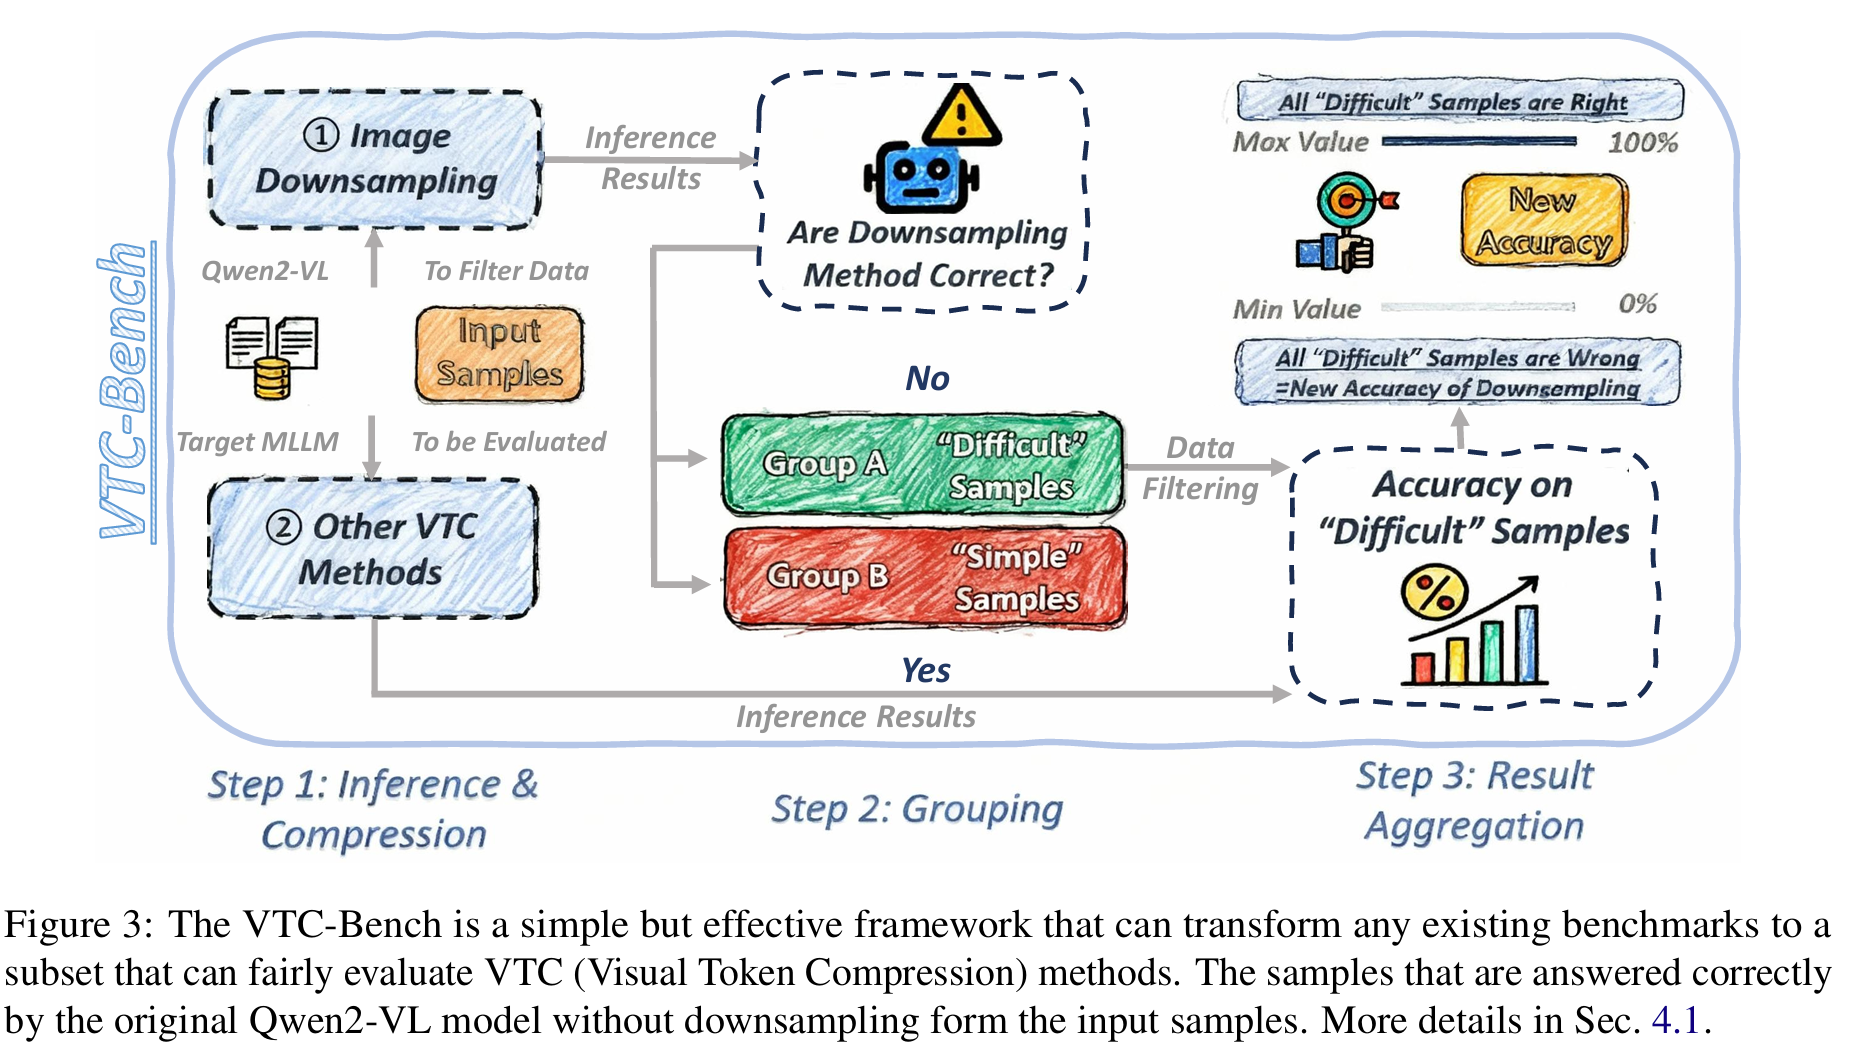 VTC-Bench
① Image
Downsampling
Inference
Results
Qwen2-VL
To Filter Data
Input
Samples
Target MLLM
To be Evaluated
② Other VTC
Methods
Are Downsampling
Method Correct?
No
Group A
"Difficult"
Samples
Group B
"Simple"
Samples
Yes
Inference Results
Data
Filtering
All "Difficult" Samples are Right
Mox Value
100%
New
Accuracy
Min Value
0%
All "Difficult" Samples are Wrong
=New Accuracy of Downsempling
Accuracy on
"Difficult" Samples
%
Step 1: Inference &
Compression
Step 2: Grouping
Step 3: Result
Aggregation
Figure 3: The VTC-Bench is a simple but effective framework that can transform any existing benchmarks to a
subset that can fairly evaluate VTC (Visual Token Compression) methods. The samples that are answered correctly
by the original Qwen2-VL model without downsampling form the input samples. More details in Sec. 4.1.